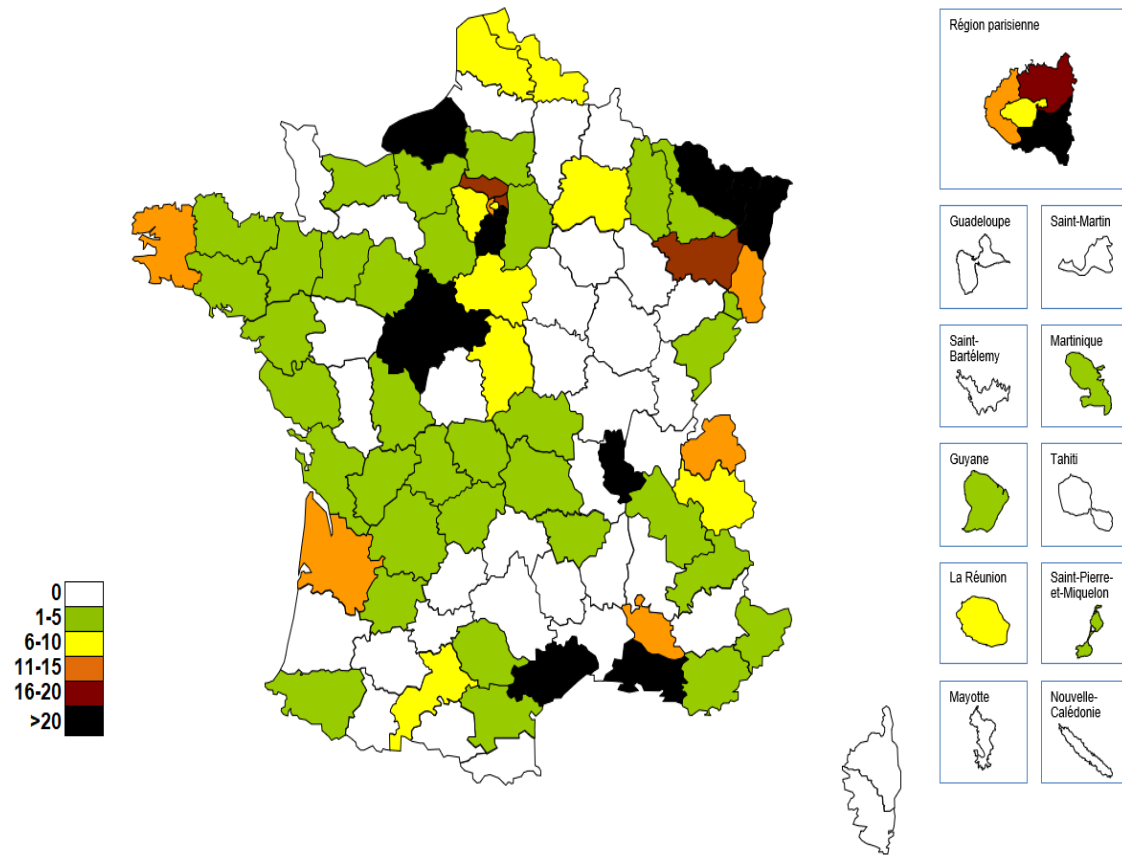 Région parisienne
Guadeloupe
Saint-Martin
Saint-
Bartélemy
Martinique
Guyane
Tahiti
La Réunion
Saint-Pierre-
et-Miquelon
Mayotte
Nouvelle-
Calédonie
0
1-5
6-10
11-15
16-20
>20